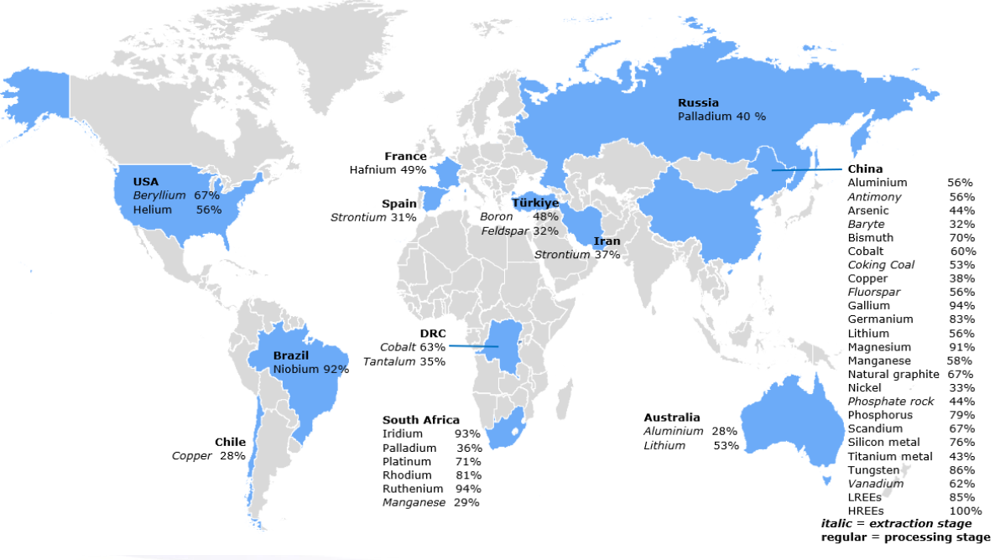 Russia
Palladium 40 %
France
Hafnium 49%
USA
Beryllium 67%
Helium 56%
Spain
Strontium 31%
Türkiye
Boron 48%
Feldspar 32%
Iran
Strontium 37%
China
Aluminium 56%
Antimony 56%
Arsenic 44%
Baryte 32%
Bismuth 70%
Cobalt 60%
Coking Coal 53%
Copper 38%
Fluorspar 56%
Gallium 94%
Germanium 83%
Lithium 56%
Magnesium 91%
Manganese 58%
Natural graphite 67%
Nickel 33%
Phosphate rock 44%
Phosphorus 79%
Scandium 67%
Silicon metal 76%
Titanium metal 43%
Tungsten 86%
Vanadium 62%
LREEs 85%
HREEs 100%
DRC
Cobalt 63%
Tantalum 35%
Brazil
Niobium 92%
South Africa
Iridium 93%
Palladium 36%
Platinum 71%
Rhodium 81%
Ruthenium 94%
Manganese 29%
Chile
Copper 28%
Australia
Aluminium 28%
Lithium 53%
italic = extraction stage
regular = processing stage